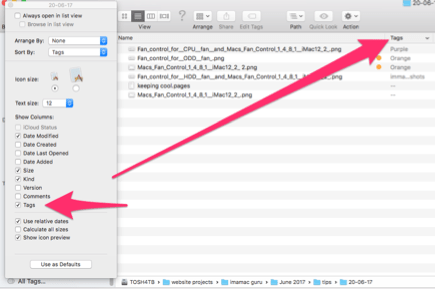 20-06-17
Always open in list view
Browse in list view
Arrange By: None
Sort By: Tags
Icon size:
Text size: 12
Show Columns:
iCloud Status
Date Modified
Date Created
Date Last Opened
Date Added
Size
Kind
Version
Comments
Tags
Use relative dates
Calculate all sizes
Show icon preview
Use as Defaults
All Tags...
20-06-17
View
Arrange
Share
Edit Tags
Path
Quick Look
Action
Name
Tags
Fan_control_for__CPU__fan__and_Macs_Fan_Control_1_4_8_1__iMac12_2_.png
Purple
Fan_control_for__ODD__fan_.png
Orange
Macs_Fan_Control_1_4_8_1__iMac12_2__2.png
Orange
Fan_control_for__HDD__fan_and_Macs_Fan_Control_1_4_8_1__iMac12_2_.png
imma...shots
keeping cool.pages
--
Macs_Fan_Control_1_4_8_1__iMac12_2_.png
--
TOSH4TB
website projects
imamac guru
June 2017
tips
20-06-17